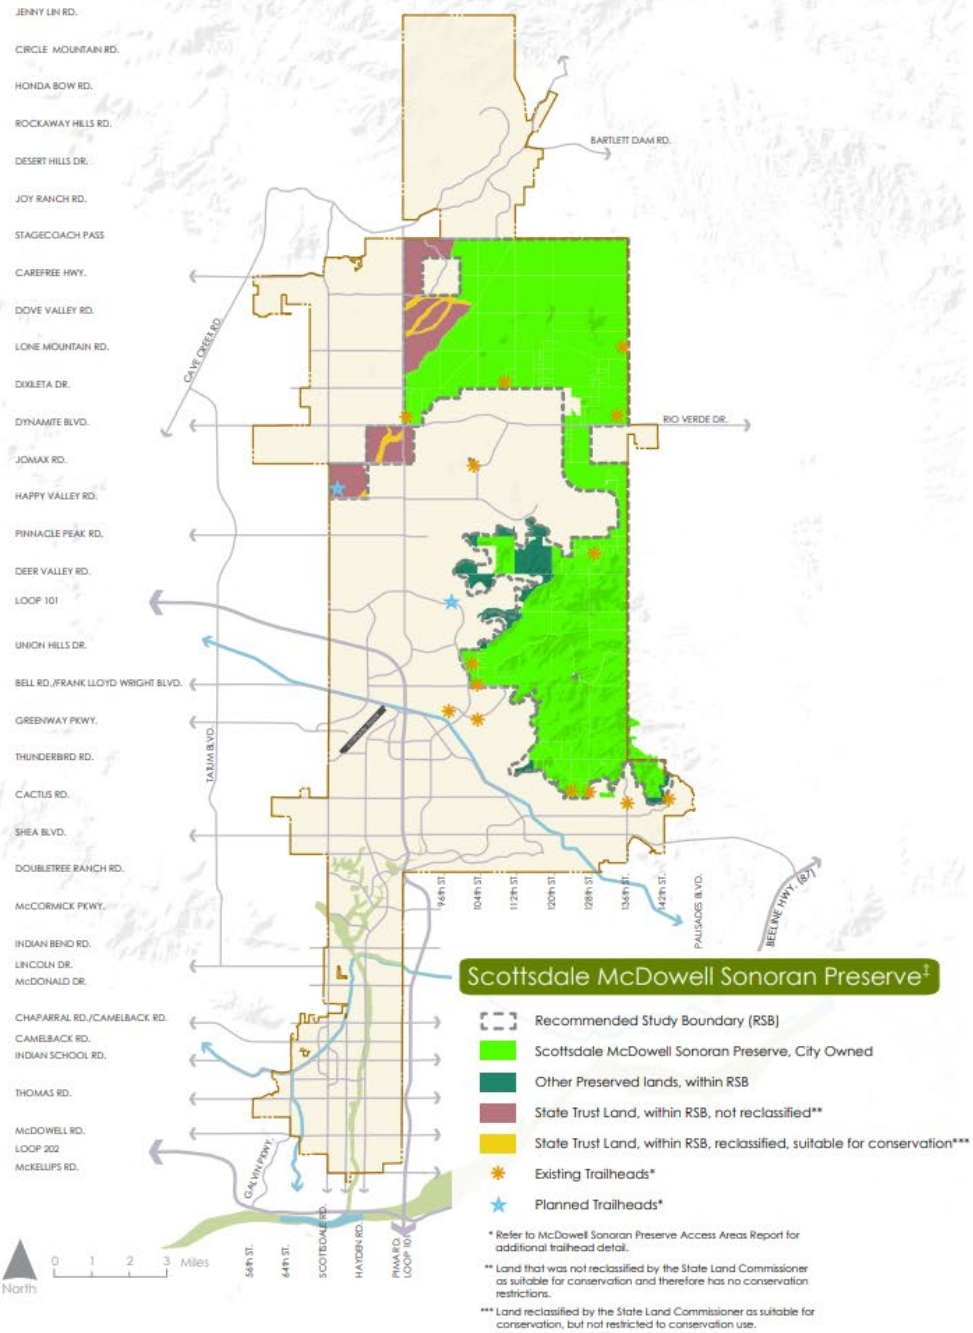 JENNY LIN RD.
CIRCLE MOUNTAIN RD.
HONDA BOW RD.
ROCKAWAY HILLS RD.
DESERT HILLS DR.
JOY RANCH RD.
STAGECOACH PASS
CAREFREE HWY.
DOVE VALLEY RD.
LONE MOUNTAIN RD.
DIXILETA DR.
DYNAMITE BLVD.
JOMAX RD.
HAPPY VALLEY RD.
PINNACLE PEAK RD.
DEER VALLEY RD.
LOOP 101
UNION HILLS DR.
BELL RD./FRANK LLOYD WRIGHT BLVD.
GREENWAY PKWY.
THUNDERBIRD RD.
CACTUS RD.
SHEA BLVD.
DOUBLETREE RANCH RD.
McCORMICK PKWY.
INDIAN BEND RD.
LINCOLN DR.
McDONALD DR.
CHAPARRAL RD./CAMELBACK RD.
CAMELBACK RD.
INDIAN SCHOOL RD.
THOMAS RD.
McDOWELL RD.
LOOP 202
McKELLIPS RD.
BARTLETT DAM RD.
CAVE CREEK RD.
RIO VERDE DR.
TATUM BLVD.
96th ST.
104th ST.
112th ST.
120th ST.
128th ST.
136th ST.
142th ST.
PALISADES BLVD.
BEELINE HWY. (87)
GALVIN PKWY.
56th ST.
64th ST.
SCOTTSDALE RD.
HAYDEN RD.
PIMA RD.
LOOP 101
North
0 1 2 3 Miles
Scottsdale McDowell Sonoran Preserve‡
Recommended Study Boundary (RSB)
Scottsdale McDowell Sonoran Preserve, City Owned
Other Preserved lands, within RSB
State Trust Land, within RSB, not reclassified**
State Trust Land, within RSB, reclassified, suitable for conservation***
Existing Trailheads*
Planned Trailheads*
* Refer to McDowell Sonoran Preserve Access Areas Report for
additional trailhead detail.
** Land that was not reclassified by the State Land Commissioner
as suitable for conservation and therefore has no conservation
restrictions.
*** Land reclassified by the State Land Commissioner as suitable for
conservation, but not restricted to conservation use.